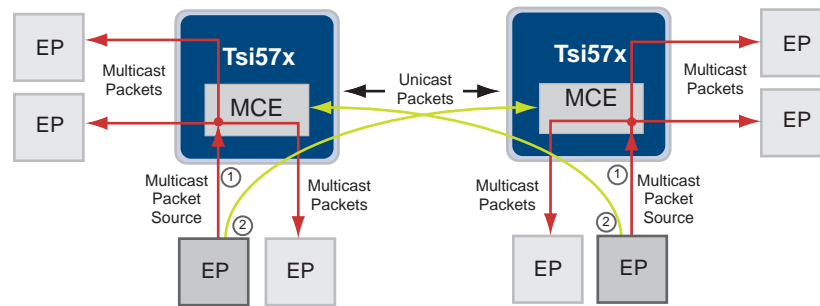 EP
Multicast
Packets
EP
Tsi57x
MCE
Unicast
Packets
Tsi57x
MCE
EP
Multicast
Packets
EP
1
Multicast
Packet
Source
2
Multicast
Packets
EP
EP
Multicast
Packets
1
Multicast
Packet
Source
2
EP
EP